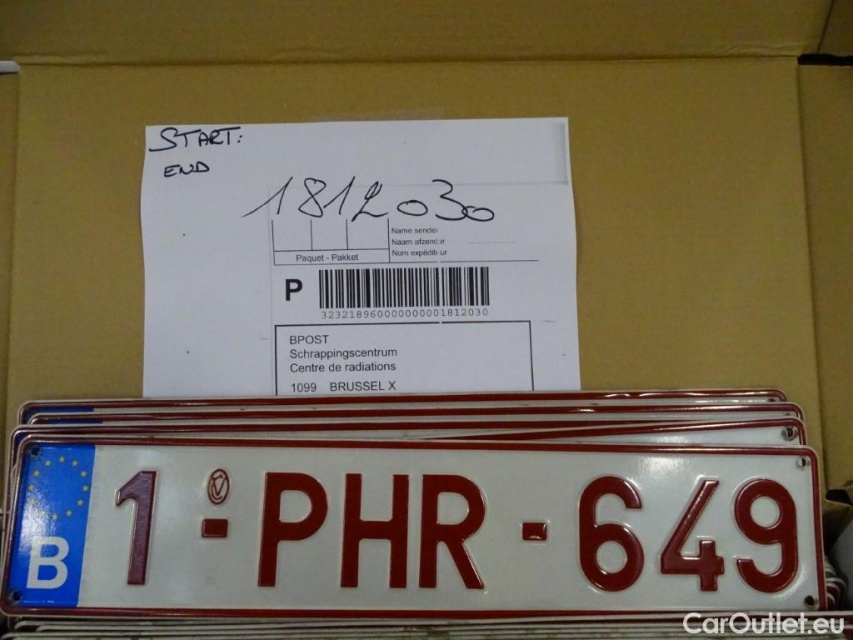 START:
END
1812030
Name sender
Naam afzender
Nom expéditeur
Paquet - Pakket
P
323218960000000001812030
BPOST
Schrappingscentrum
Centre de radiations
1099 BRUSSEL X
B 1-PHR-649
CarOutlet.eu